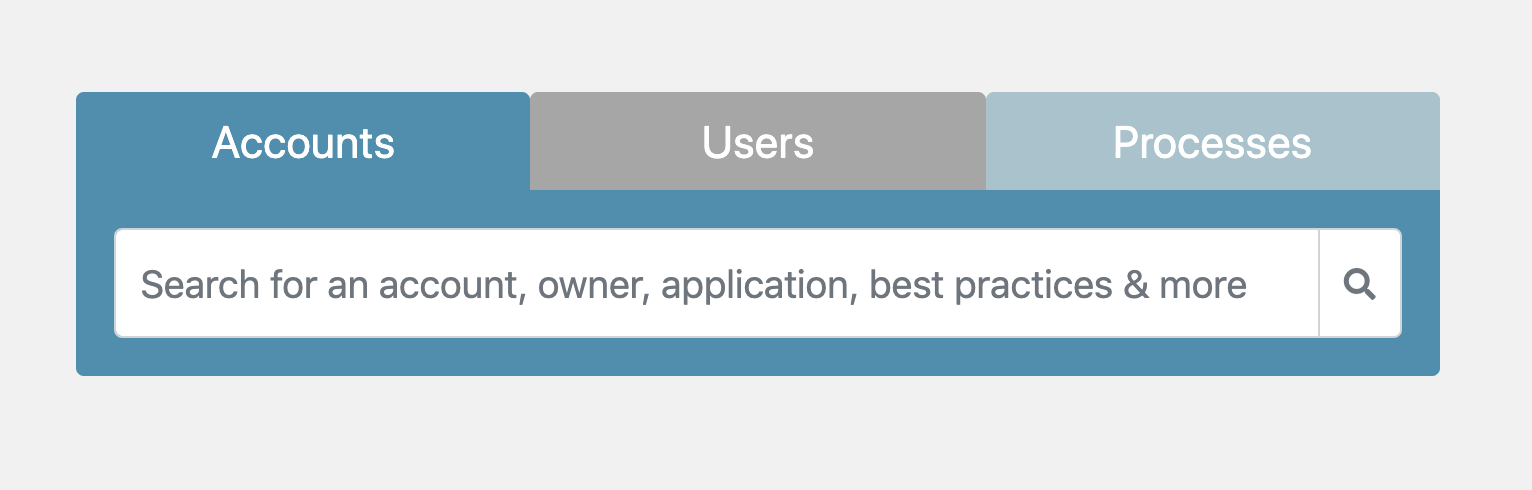 Accounts
Users
Processes
Search for an account, owner, application, best practices & more